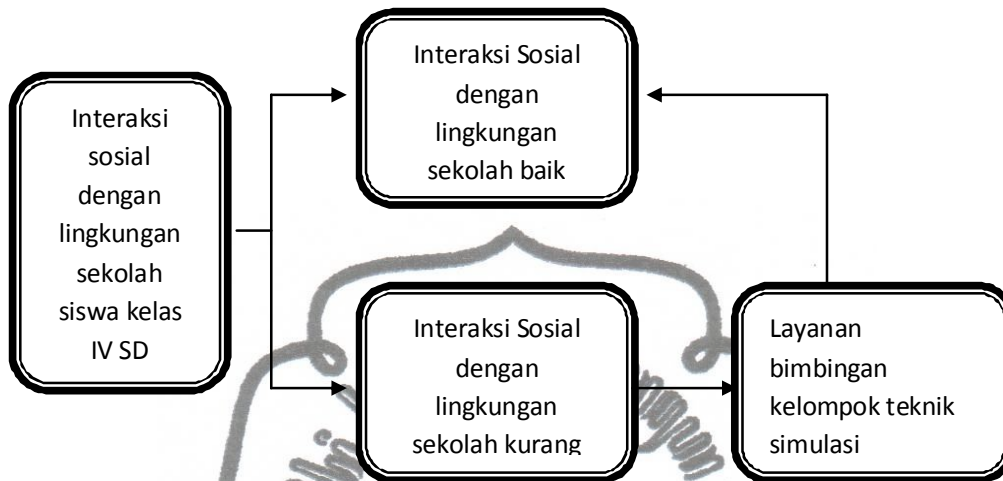 Interaksi
sosial
dengan
lingkungan
sekolah
siswa kelas
IV SD
Interaksi Sosial
dengan
lingkungan
sekolah baik
Interaksi Sosial
dengan
lingkungan
sekolah kurang
Layanan
bimbingan
kelompok teknik
simulasi